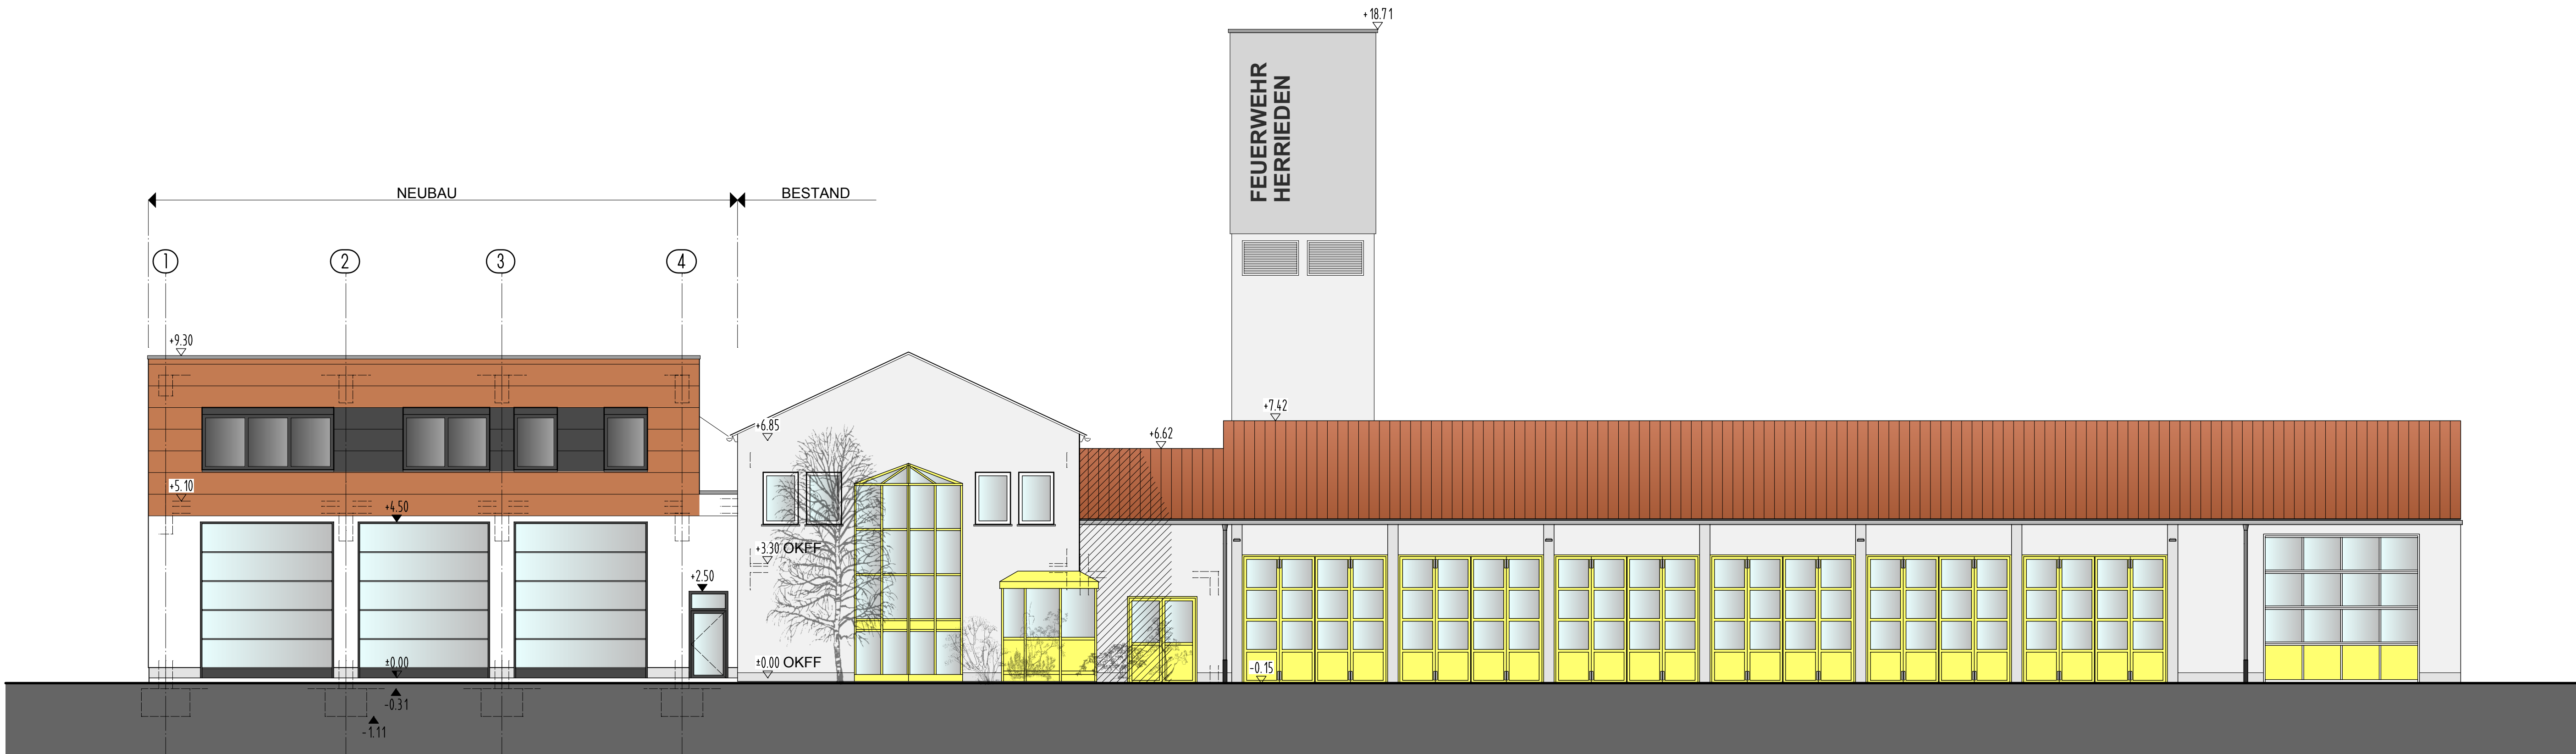 +18.71
FEUERWEHR
HERRIEDEN
NEUBAU
BESTAND
1
2
3
4
+9.30
+7.42
+6.85
+6.62
+5.10
+4.50
+3.30 OKFF
+2.50
±0.00
±0.00 OKFF
-0.15
-0.31
-1.11